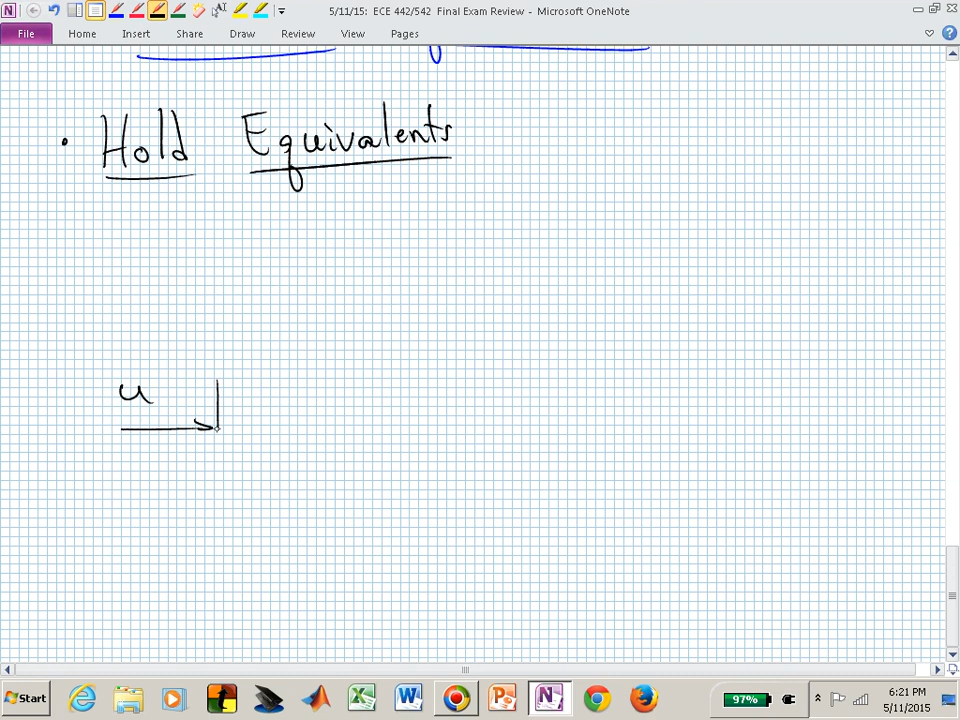 5/11/15: ECE 442/542 Final Exam Review - Microsoft OneNote
File Home Insert Share Draw Review View Pages
• Hold Equivalents
u
Start
97%
6:21 PM
5/11/2015